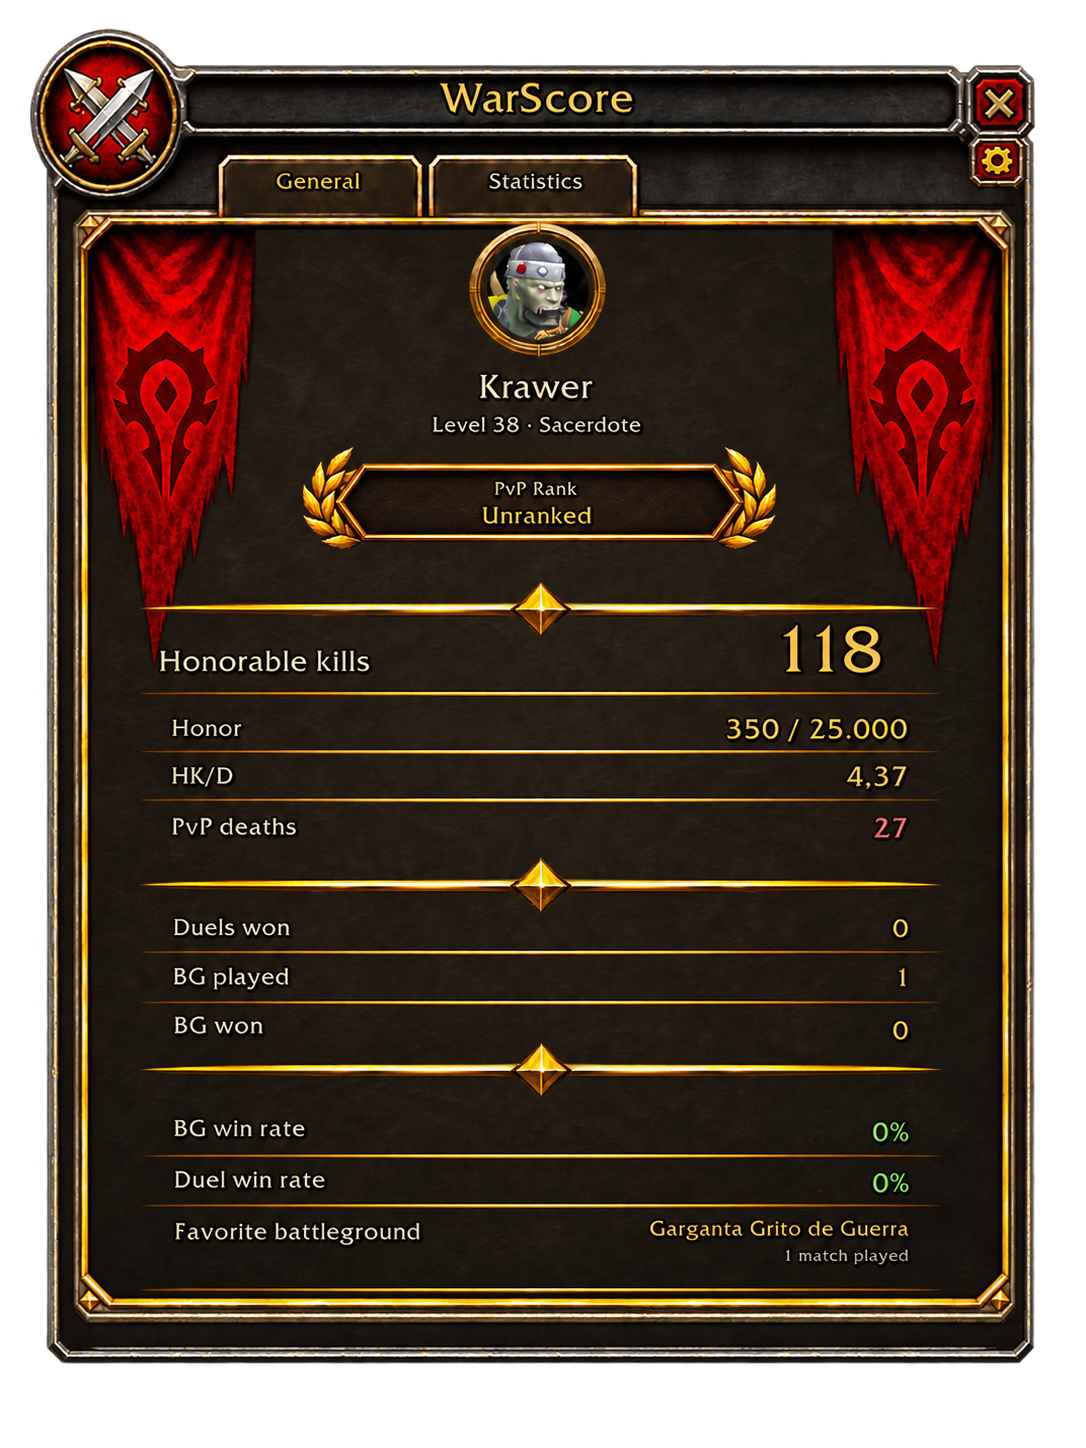 WarScore
General
Statistics
Krawer
Level 38 · Sacerdote
PvP Rank
Unranked
Honorable kills 118
Honor 350 / 25.000
HK/D 4,37
PvP deaths 27
Duels won 0
BG played 1
BG won 0
BG win rate 0%
Duel win rate 0%
Favorite battleground Garganta Grito de Guerra
1 match played